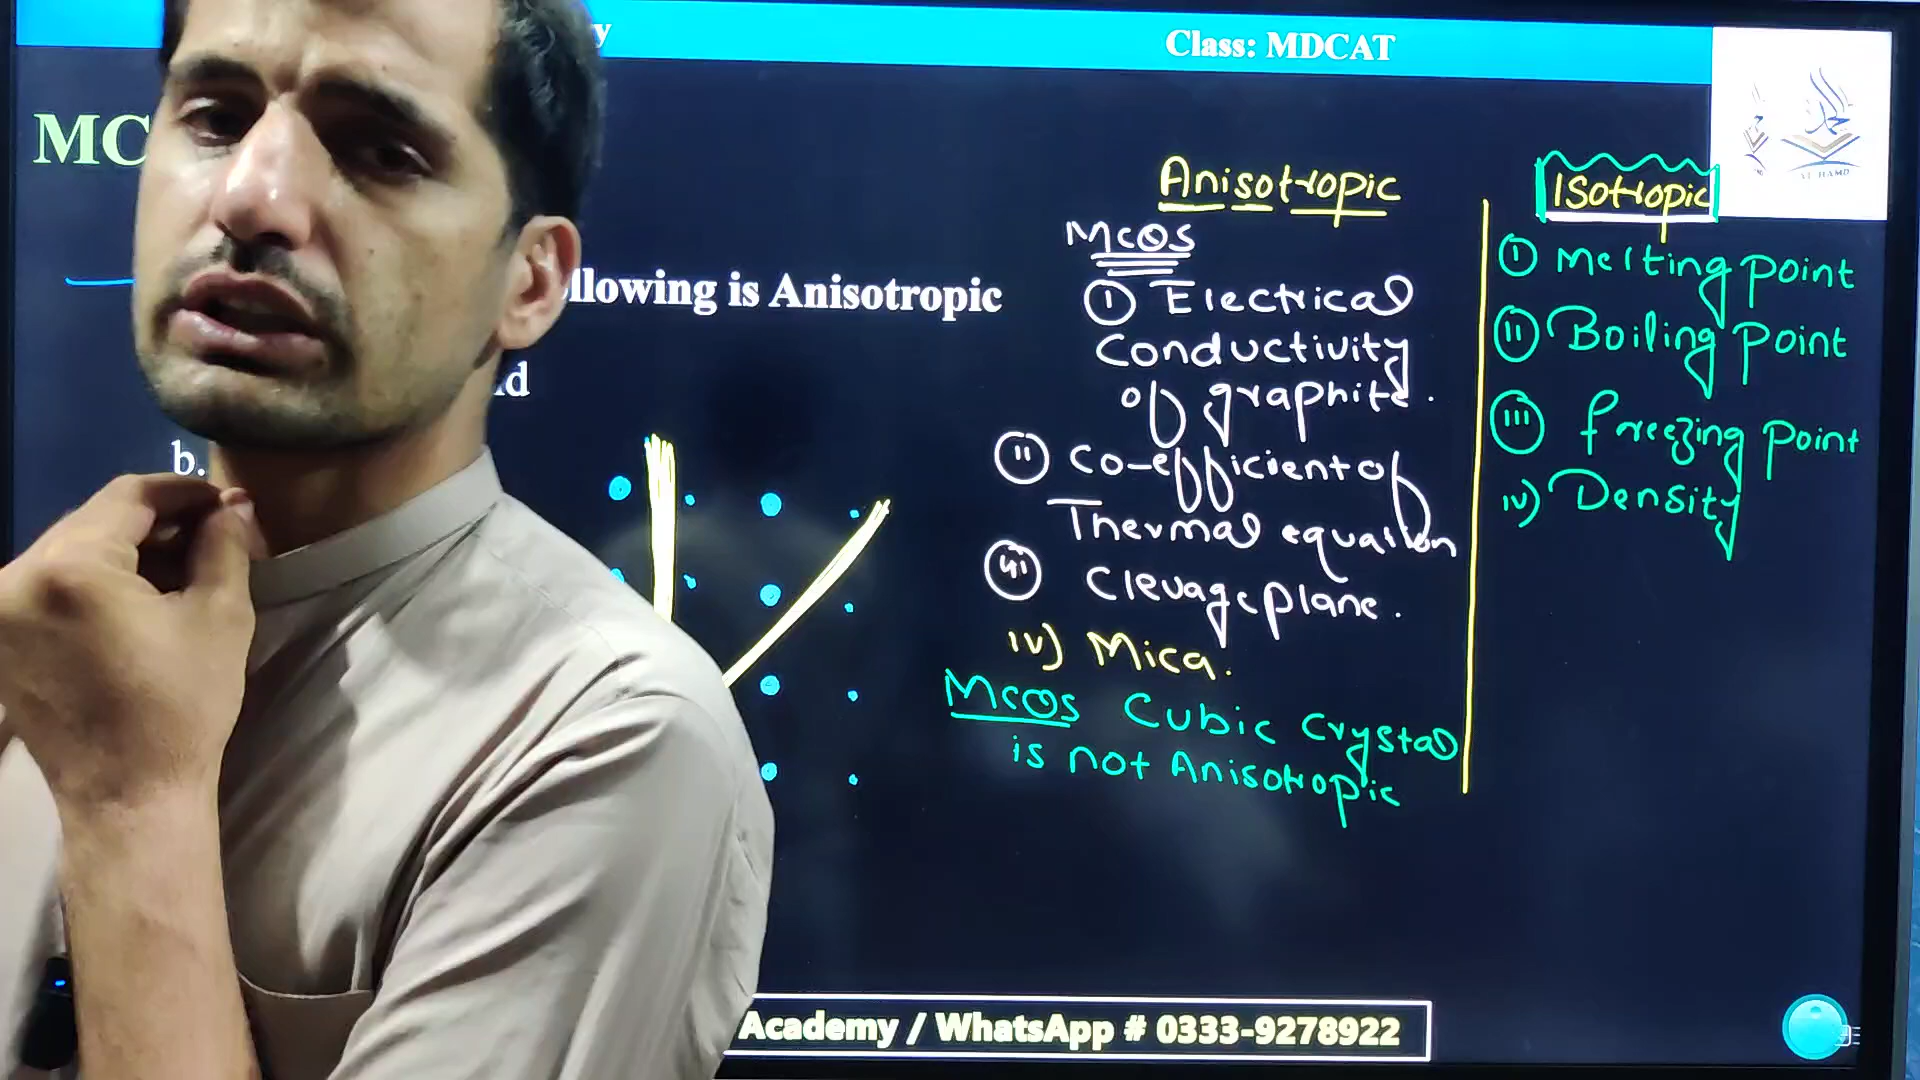 Class: MDCAT
MC
llowing is Anisotropic
d
b.
Anisotropic
MCQS
(i) Electrical
Conductivity
of graphite.
(ii) Co-efficient of
Thermal equation
(iii) Clevage plane.
iv) Mica.
MCQS Cubic Crystal
is not Anisotropic
Isotropic
(i) Melting point
(ii) Boiling point
(iii) freezing point
iv) Density
AL HAMD
Academy / WhatsApp # 0333-9278922